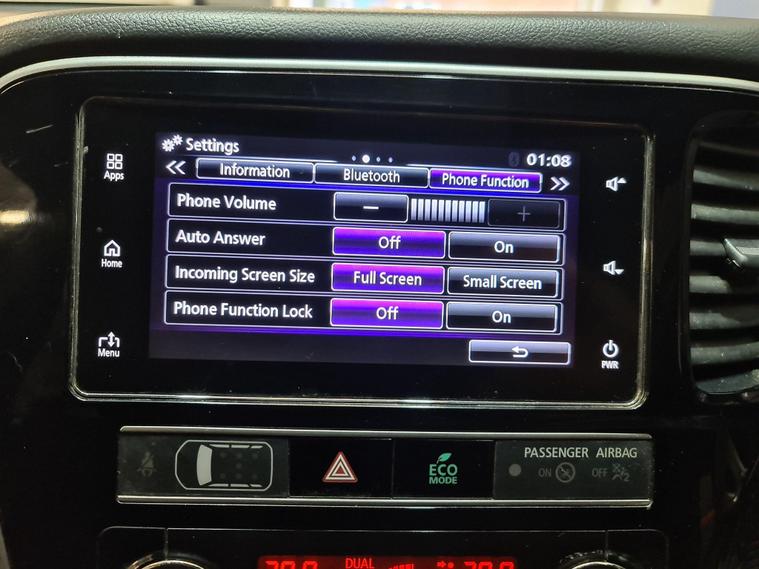 Settings
01:08
Information
Bluetooth
Phone Function
Apps
Phone Volume
Auto Answer
Off
On
Home
Incoming Screen Size
Full Screen
Small Screen
Phone Function Lock
Off
On
Menu
PWR
ECO
MODE
PASSENGER AIRBAG
ON
OFF
2
DUAL